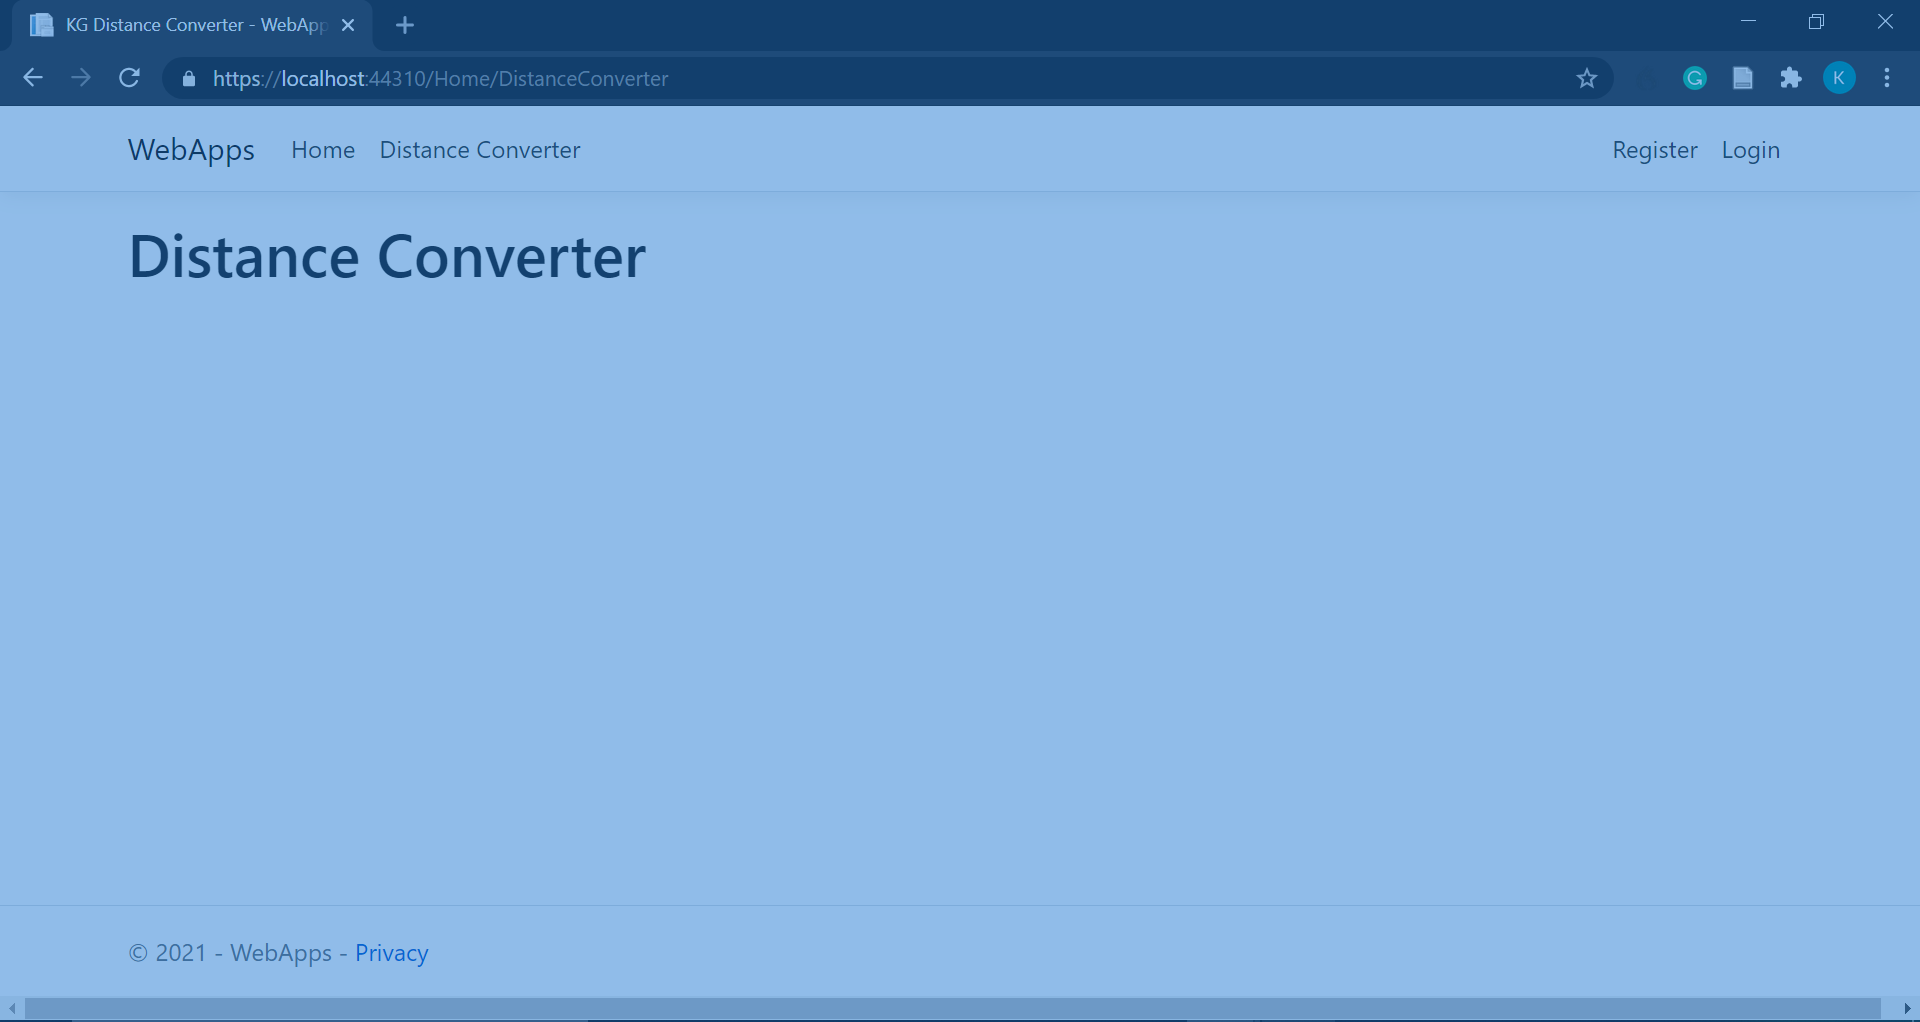 KG Distance Converter - WebApp
https://localhost:44310/Home/DistanceConverter
K
WebApps Home Distance Converter Register Login
Distance Converter
© 2021 - WebApps - Privacy